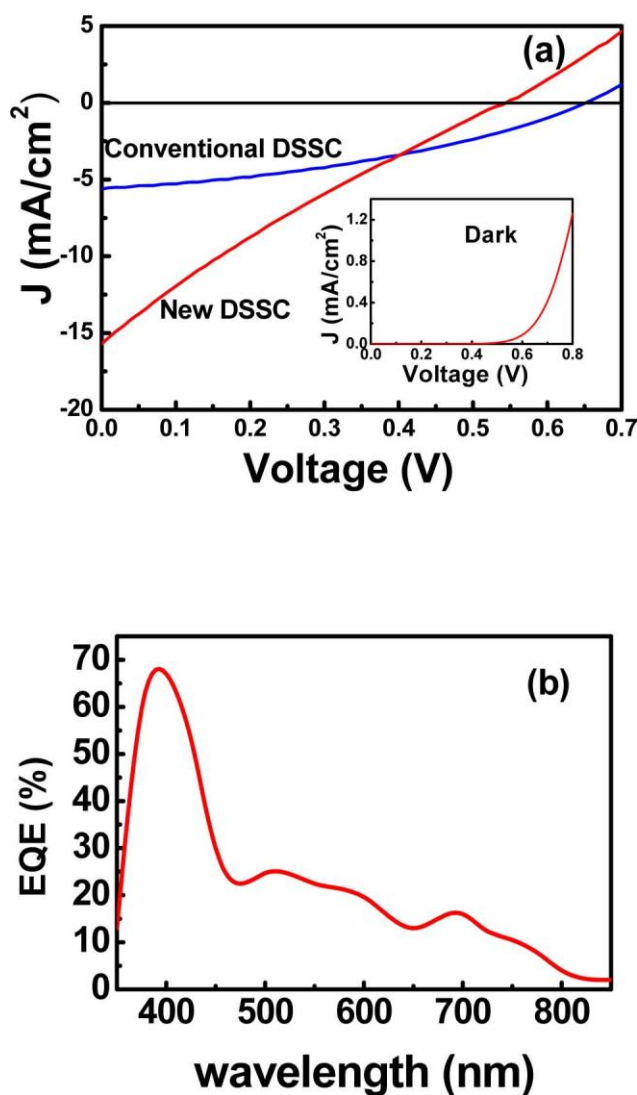 (a)
J (mA/cm²)
5
0
-5
-10
-15
-20
Conventional DSSC
New DSSC
0.0 0.1 0.2 0.3 0.4 0.5 0.6 0.7
Voltage (V)
Dark
J (mA/cm²)
1.2
0.8
0.4
0.0
0.0 0.2 0.4 0.6 0.8
Voltage (V)
(b)
EQE (%)
70
60
50
40
30
20
10
0
400 500 600 700 800
wavelength (nm)